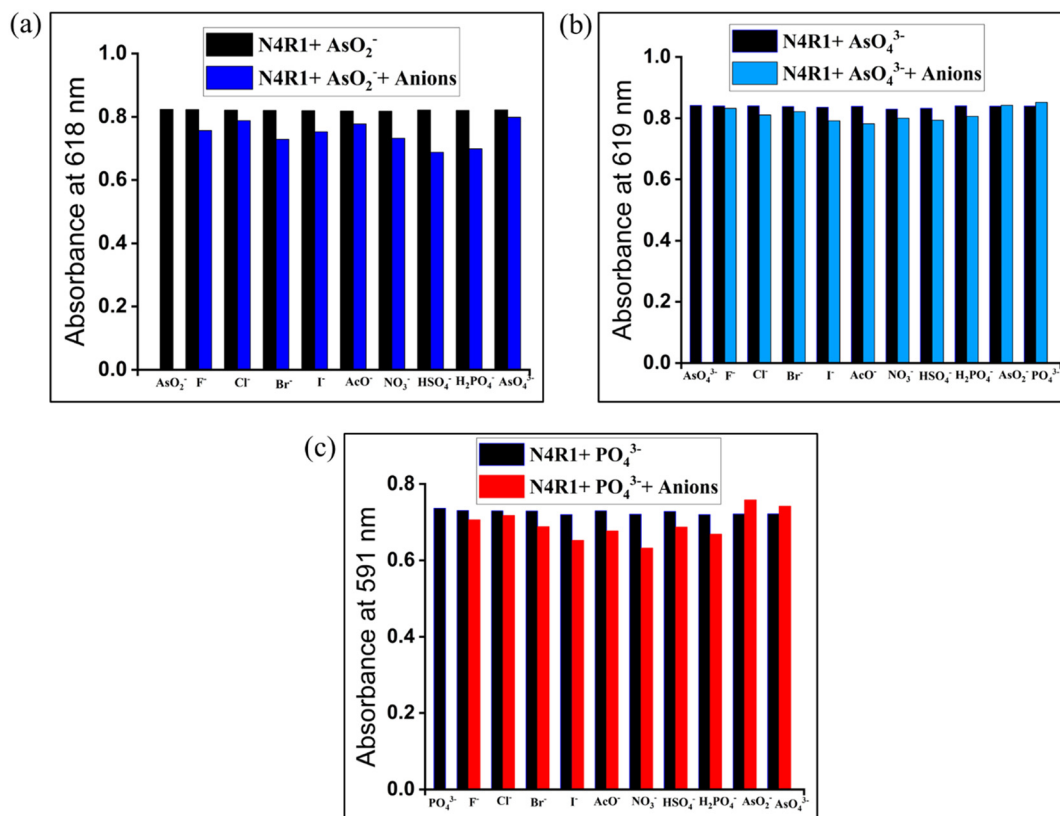 (a)
N4R1+ AsO₂⁻
N4R1+ AsO₂⁻+ Anions
Absorbance at 618 nm
1.0
0.8
0.6
0.4
0.2
0.0
AsO₂⁻ F⁻ Cl⁻ Br⁻ I⁻ AcO⁻ NO₃⁻ HSO₄⁻ H₂PO₄⁻ AsO₄³⁻
(b)
N4R1+ AsO₄³⁻
N4R1+ AsO₄³⁻+ Anions
Absorbance at 619 nm
1.0
0.8
0.6
0.4
0.2
0.0
AsO₄³⁻ F⁻ Cl⁻ Br⁻ I⁻ AcO⁻ NO₃⁻ HSO₄⁻ H₂PO₄⁻ AsO₂⁻ PO₄³⁻
(c)
N4R1+ PO₄³⁻
N4R1+ PO₄³⁻+ Anions
Absorbance at 591 nm
0.8
0.6
0.4
0.2
0.0
PO₄³⁻ F⁻ Cl⁻ Br⁻ I⁻ AcO⁻ NO₃⁻ HSO₄⁻ H₂PO₄⁻ AsO₂⁻ AsO₄³⁻